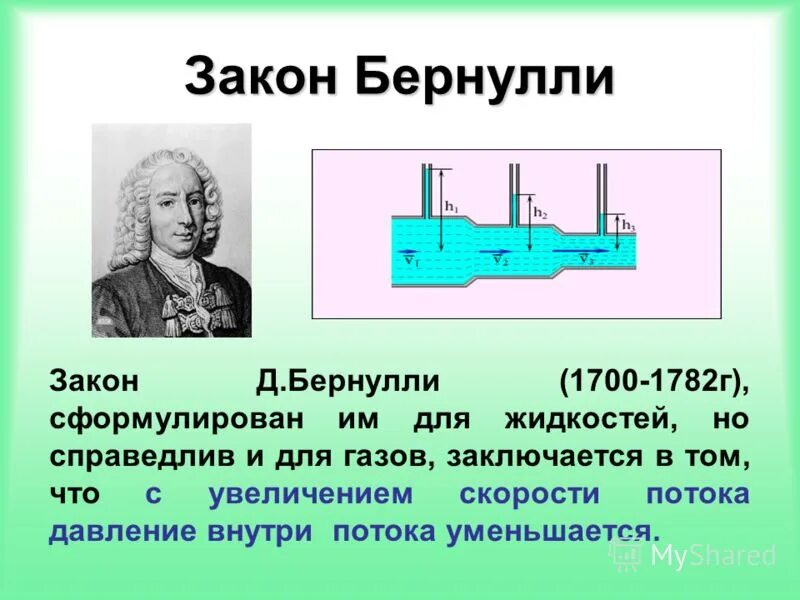 Закон Бернулли
h₁
h₂
h₃
v₁
v₂
v₃
Закон Д.Бернулли (1700-1782г),
сформулирован им для жидкостей, но
справедлив и для газов, заключается в том,
что с увеличением скорости потока
давление внутри потока уменьшается.
MyShared